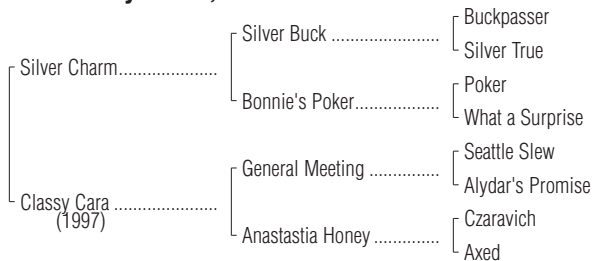 Buckpasser
Silver Buck ....................
Silver True
Silver Charm....................
Poker
Bonnie's Poker.................
What a Surprise
Seattle Slew
General Meeting ..............
Alydar's Promise
Classy Cara .....................
(1997)
Czaravich
Anastastia Honey .............
Axed